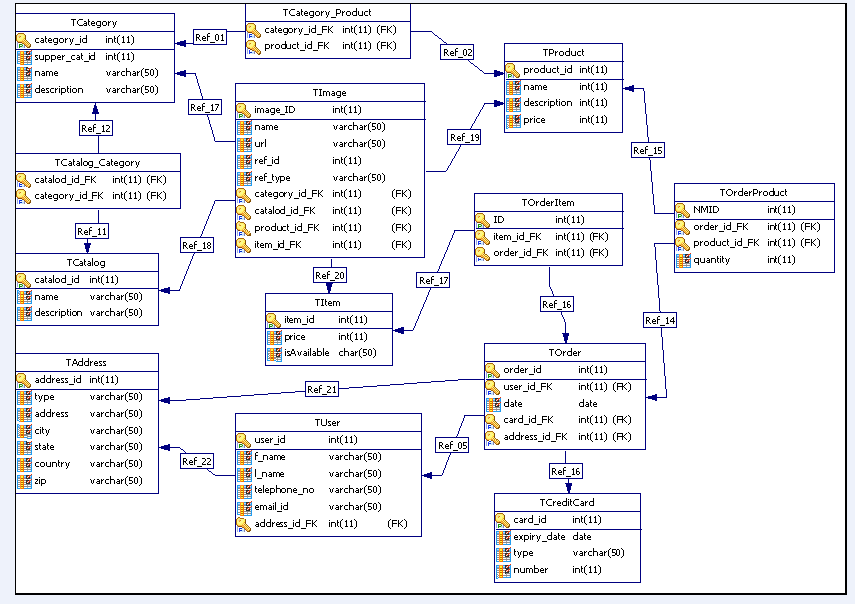 TCategory
category_id int(11)
supper_cat_id int(11)
name varchar(50)
description varchar(50)
Ref_01
TCategory_Product
category_id_FK int(11) (FK)
product_id_FK int(11) (FK)
Ref_02
TProduct
product_id int(11)
name int(11)
description int(11)
price int(11)
Ref_17
Ref_12
TImage
image_ID int(11)
name varchar(50)
url varchar(50)
ref_id int(11)
ref_type varchar(50)
category_id_FK int(11) (FK)
catalod_id_FK int(11) (FK)
product_id_FK int(11) (FK)
item_id_FK int(11) (FK)
Ref_19
Ref_15
TCatalog_Category
catalod_id_FK int(11) (FK)
category_id_FK int(11) (FK)
Ref_11
Ref_18
TOrderItem
ID int(11)
item_id_FK int(11) (FK)
order_id_FK int(11) (FK)
TOrderProduct
NMID int(11)
order_id_FK int(11) (FK)
product_id_FK int(11) (FK)
quantity int(11)
TCatalog
catalod_id int(11)
name varchar(50)
description varchar(50)
Ref_20
Ref_17
Ref_16
Ref_14
TItem
item_id int(11)
price int(11)
isAvailable char(50)
TAddress
address_id int(11)
type varchar(50)
address varchar(50)
city varchar(50)
state varchar(50)
country varchar(50)
zip varchar(50)
Ref_21
TOrder
order_id int(11)
user_id_FK int(11) (FK)
date date
card_id_FK int(11) (FK)
address_id_FK int(11) (FK)
Ref_22
TUser
user_id int(11)
f_name varchar(50)
l_name varchar(50)
telephone_no varchar(50)
email_id varchar(50)
address_id_FK int(11) (FK)
Ref_05
Ref_16
TCreditCard
card_id int(11)
expiry_date date
type varchar(50)
number int(11)